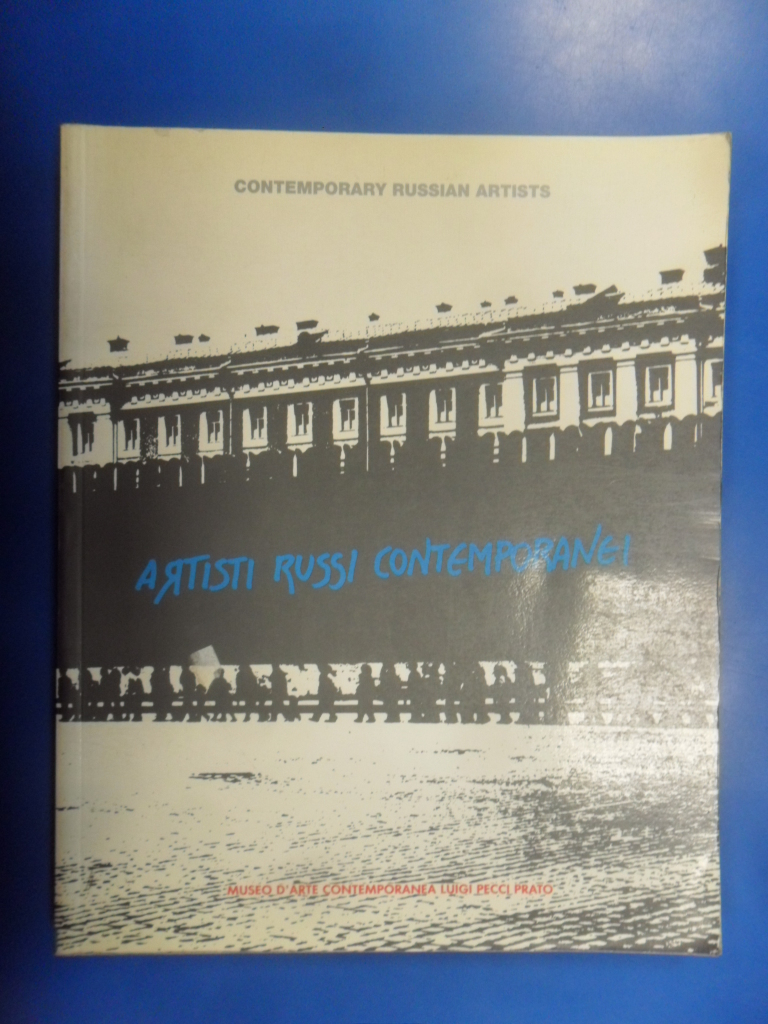 CONTEMPORARY RUSSIAN ARTISTS
ARTISTI RUSSI CONTEMPORANEI
MUSEO D'ARTE CONTEMPORANEA LUIGI PECCI PRATO